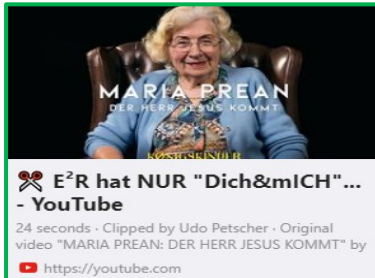 MARIA PREAN
DER HERR JESUS KOMMT
KÖNIGSKINDER
E²R hat NUR "Dich&mICH"...
- YouTube
24 seconds · Clipped by Udo Petscher · Original
video "MARIA PREAN: DER HERR JESUS KOMMT" by
https://youtube.com